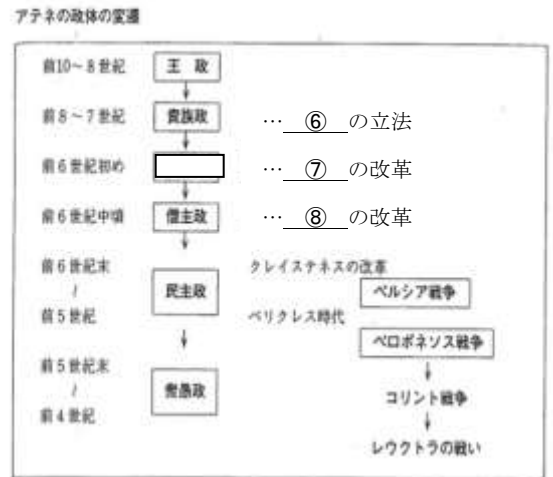 アテネの政体の変遷
前10~8世紀 王政
前8~7世紀 貴族政 … ⑥ の立法
前6世紀初め … ⑦ の改革
前6世紀中頃 僭主政 … ⑧ の改革
前6世紀末 クレイステネスの改革
~ 民主政 ペルシア戦争
前5世紀 ペリクレス時代
ペロポネソス戦争
前5世紀末
~ 衆愚政 コリント戦争
前4世紀
レウクトラの戦い